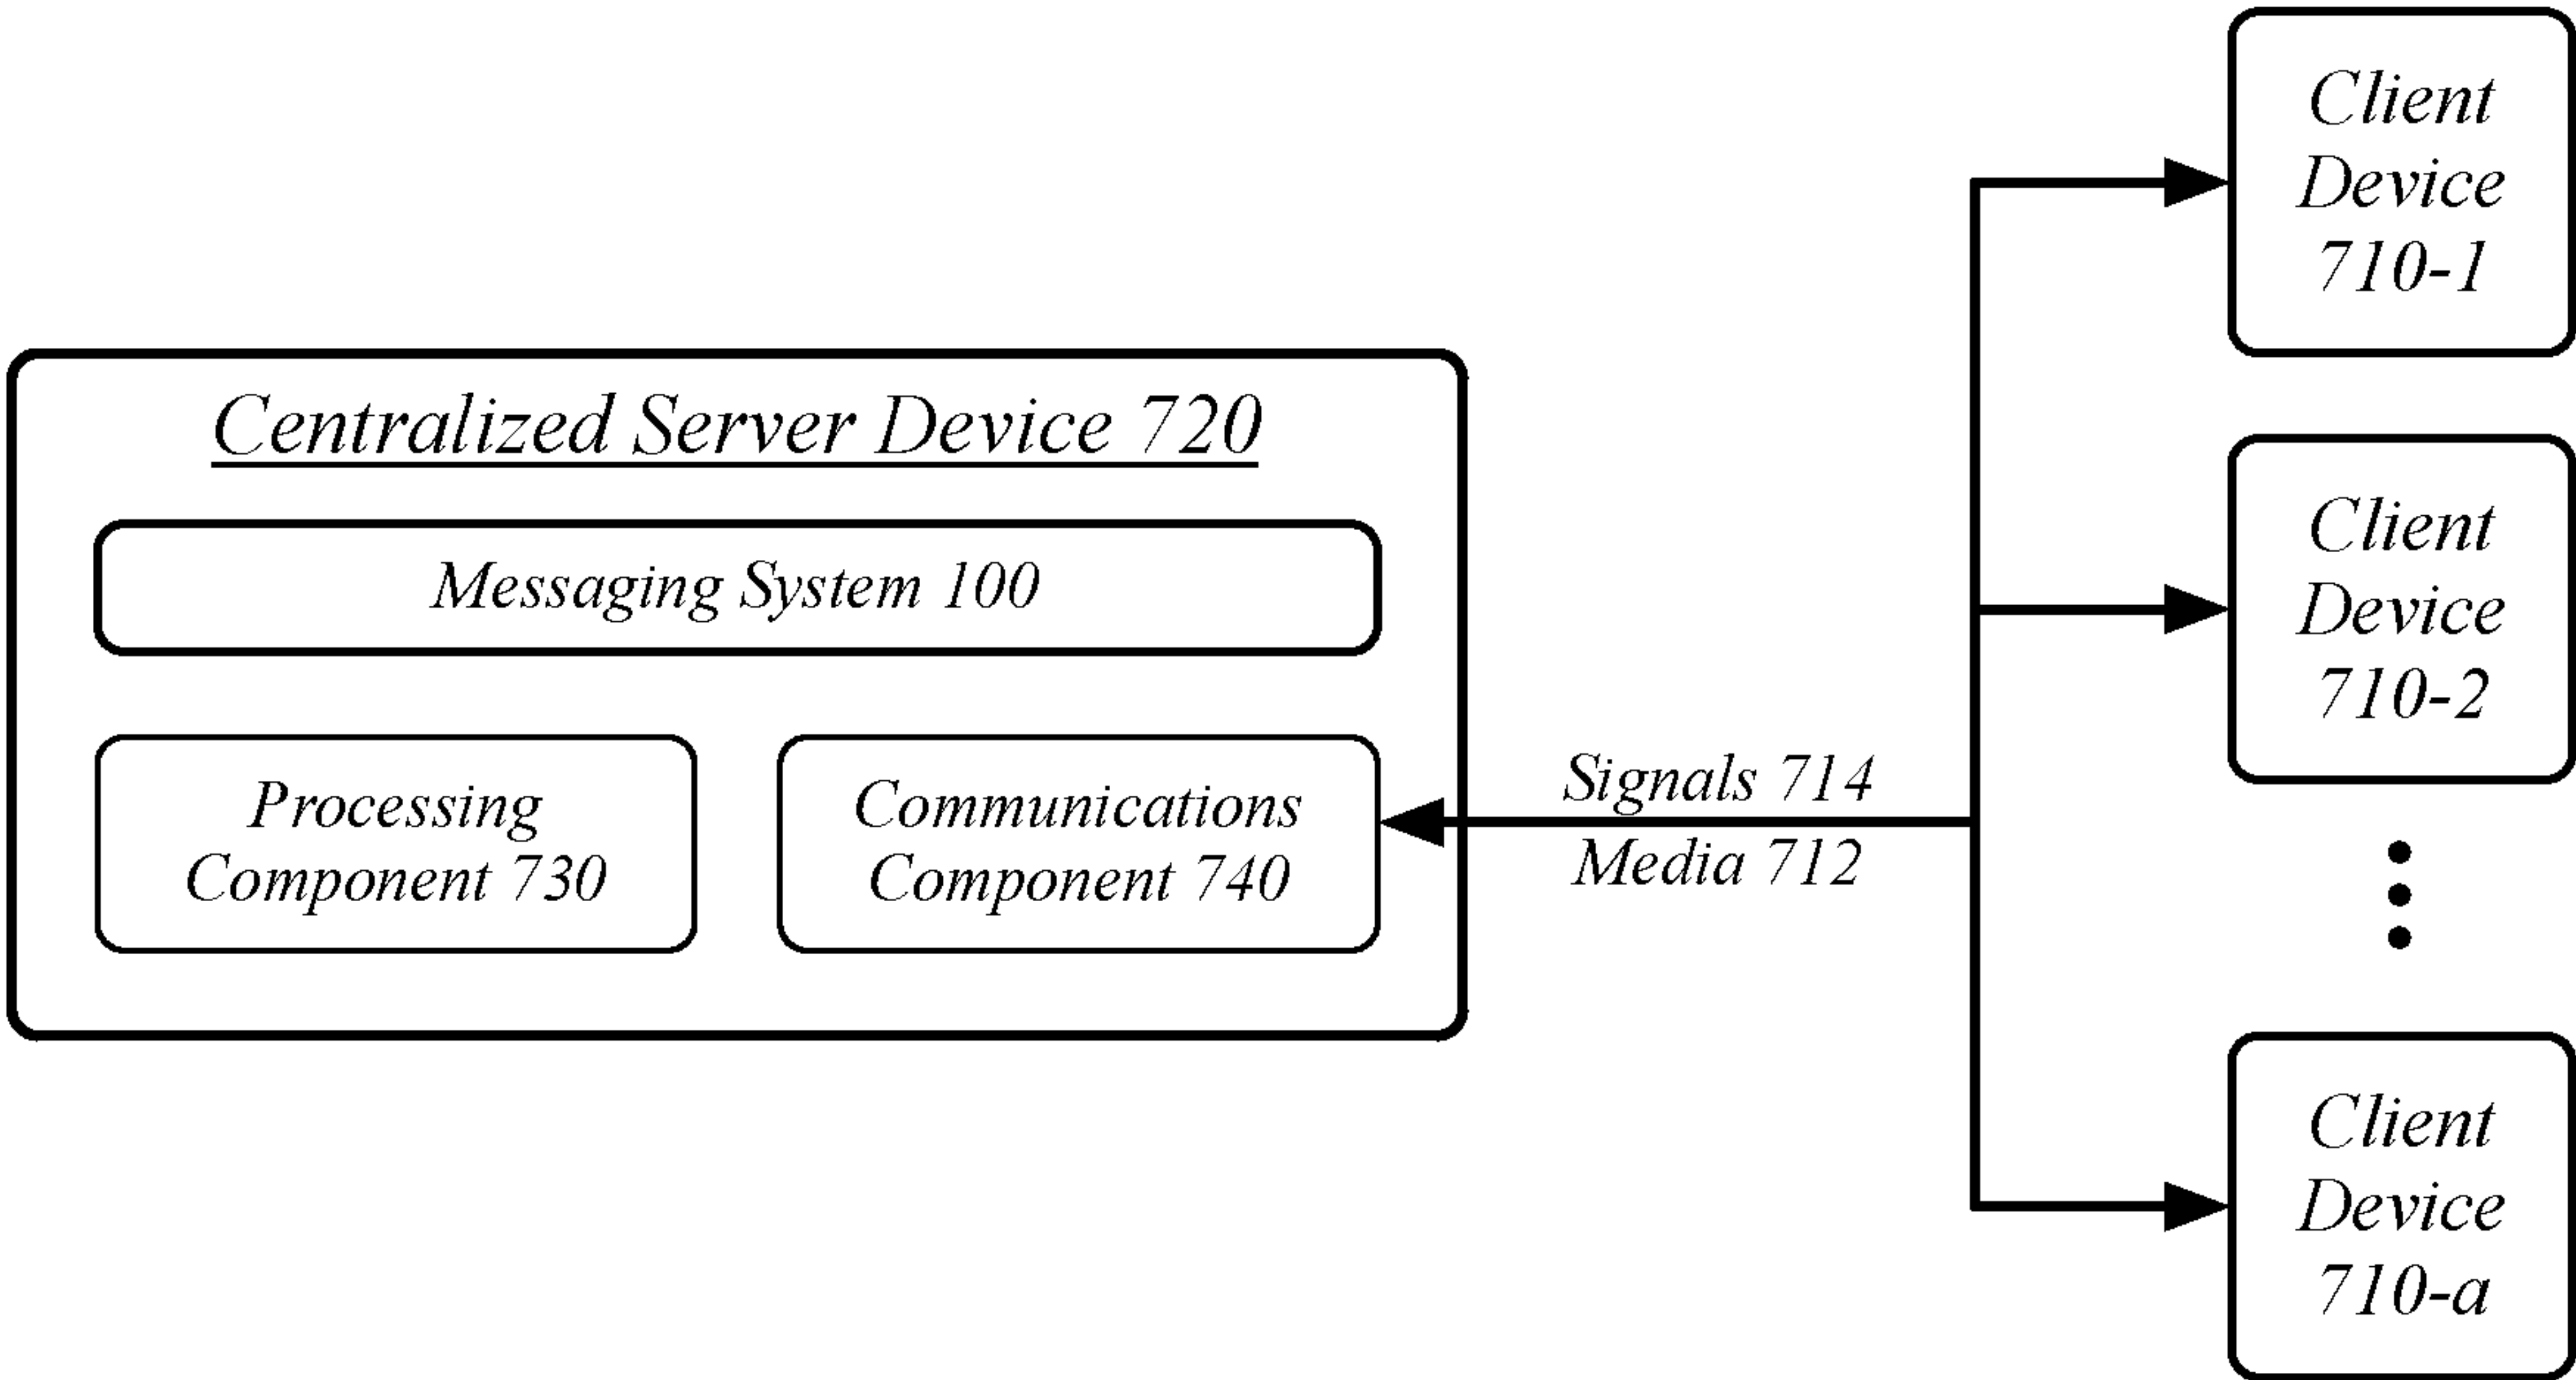 Centralized Server Device 720
Messaging System 100
Processing
Component 730
Communications
Component 740
Signals 714
Media 712
Client
Device
710-1
Client
Device
710-2
Client
Device
710-a